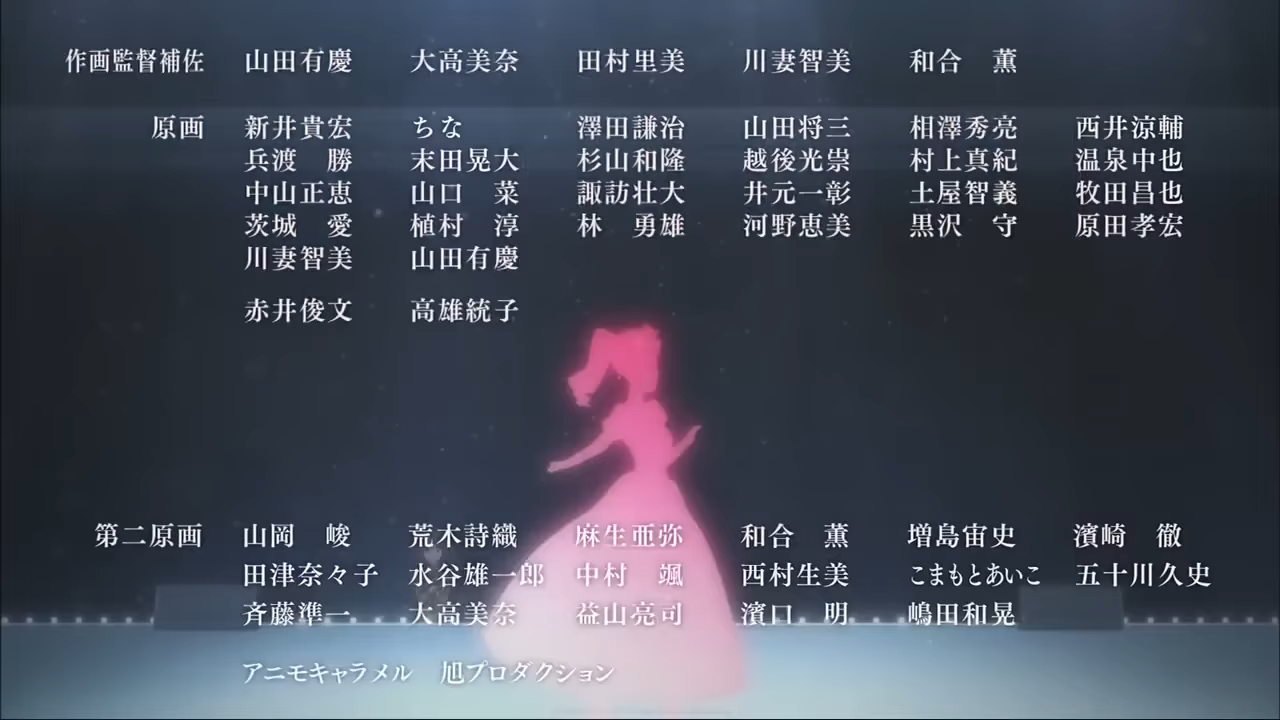 作画監督補佐 山田有慶 大高美奈 田村里美 川妻智美 和合　薫
原画 新井貴宏 ちな 澤田謙治 山田将三 相澤秀亮 西井涼輔
兵渡　勝 末田晃大 杉山和隆 越後光崇 村上真紀 温泉中也
中山正恵 山口　菜 諏訪壮大 井元一彰 土屋智義 牧田昌也
茨城　愛 植村　淳 林　勇雄 河野恵美 黒沢　守 原田孝宏
川妻智美 山田有慶
赤井俊文 高雄統子
第二原画 山岡　峻 荒木詩織 麻生亜弥 和合　薫 増島宙史 濱崎　徹
田津奈々子 水谷雄一郎 中村　颯 西村生美 こまもとあいこ 五十川久史
斉藤準一 大高美奈 益山亮司 濱口　明 嶋田和晃
アニモキャラメル　旭プロダクション